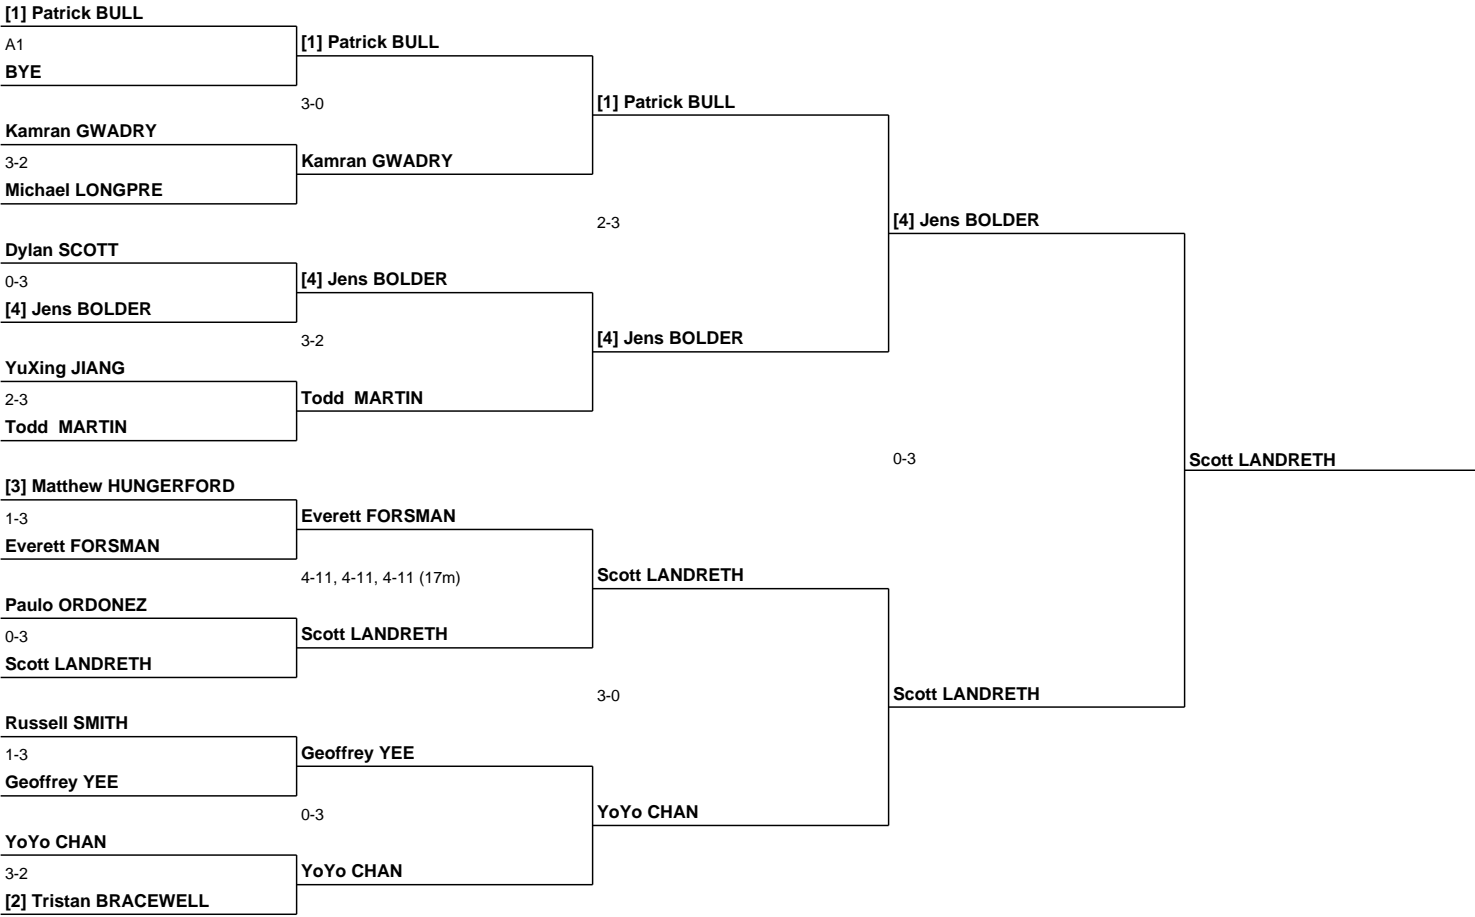 [1] Patrick BULL
A1
BYE
Kamran GWADRY
3-2
Michael LONGPRE
Dylan SCOTT
0-3
[4] Jens BOLDER
YuXing JIANG
2-3
Todd  MARTIN
[3] Matthew HUNGERFORD
1-3
Everett FORSMAN
Paulo ORDONEZ
0-3
Scott LANDRETH
Russell SMITH
1-3
Geoffrey YEE
YoYo CHAN
3-2
[2] Tristan BRACEWELL
[1] Patrick BULL
3-0
Kamran GWADRY
[4] Jens BOLDER
3-2
Todd  MARTIN
Everett FORSMAN
4-11, 4-11, 4-11 (17m)
Scott LANDRETH
Geoffrey YEE
0-3
YoYo CHAN
[1] Patrick BULL
2-3
[4] Jens BOLDER
Scott LANDRETH
3-0
YoYo CHAN
[4] Jens BOLDER
0-3
Scott LANDRETH
Scott LANDRETH